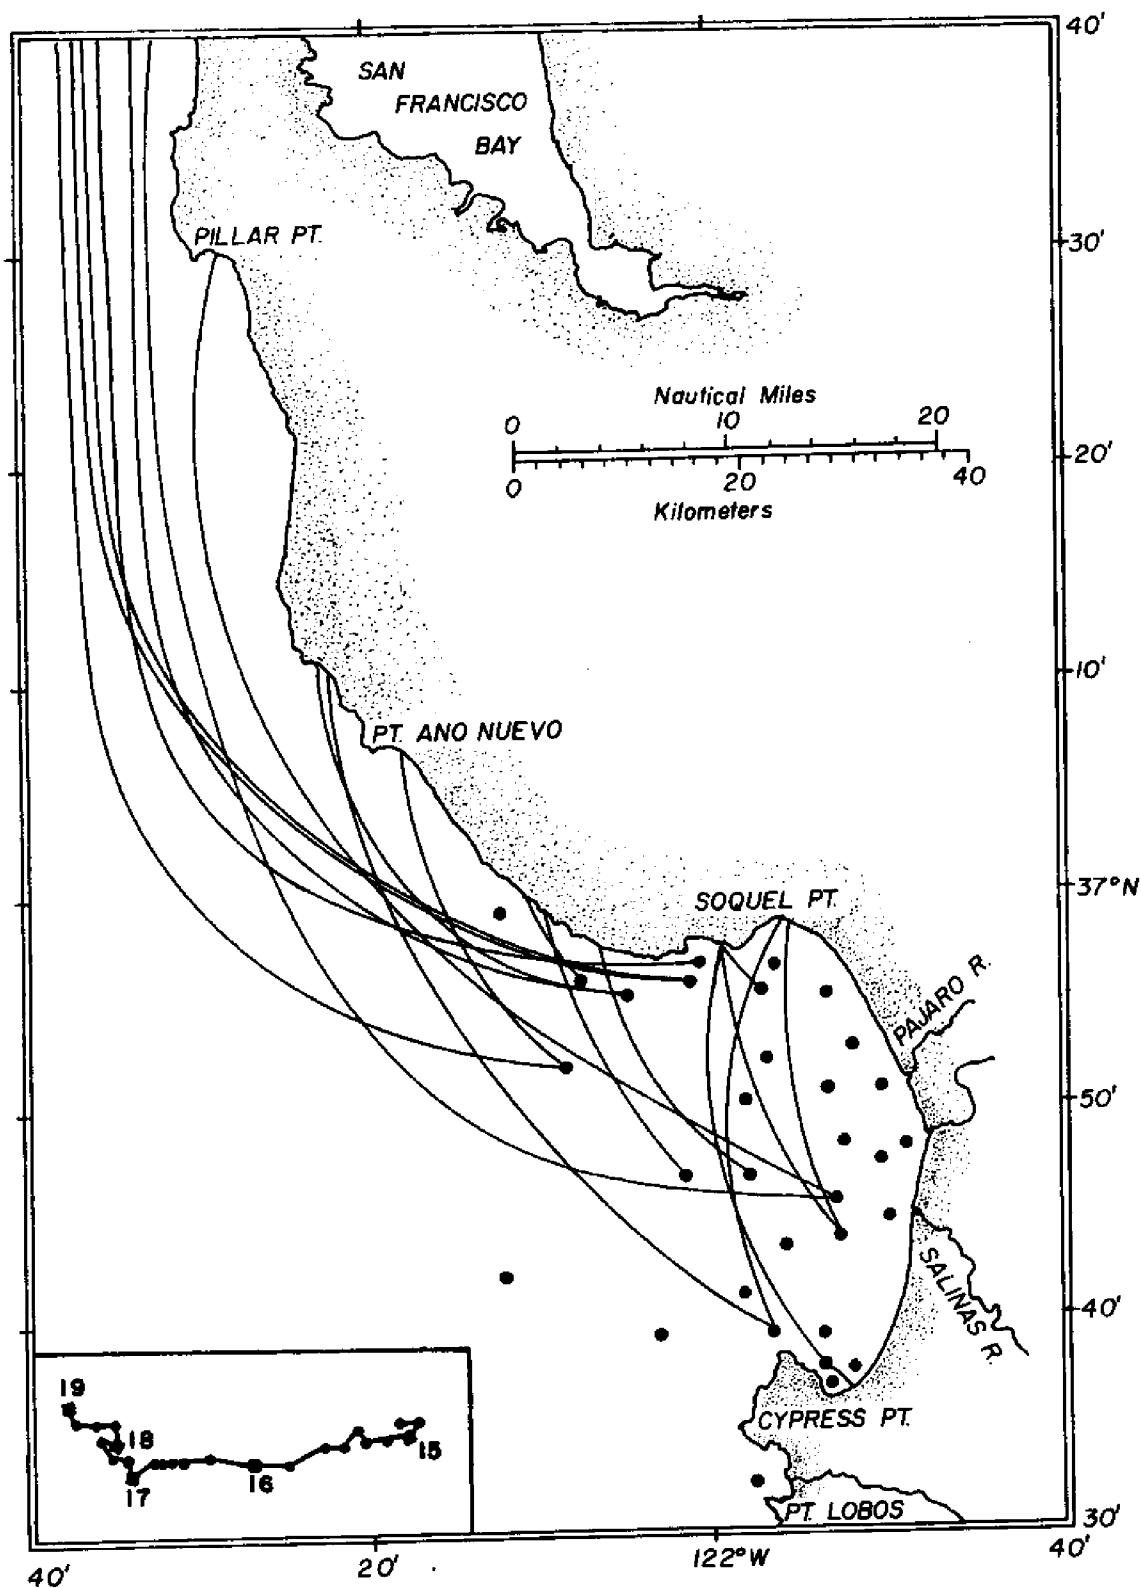 40'
SAN
FRANCISCO
BAY
PILLAR PT.
30'
Nautical Miles
0 10 20
20'
0 20 40
Kilometers
10'
PT. ANO NUEVO
37°N
SOQUEL PT.
PAJARO R.
50'
SALINAS R.
40'
19
18
15
17
16
CYPRESS PT.
PT. LOBOS
30'
40' 20' 122°W 40'